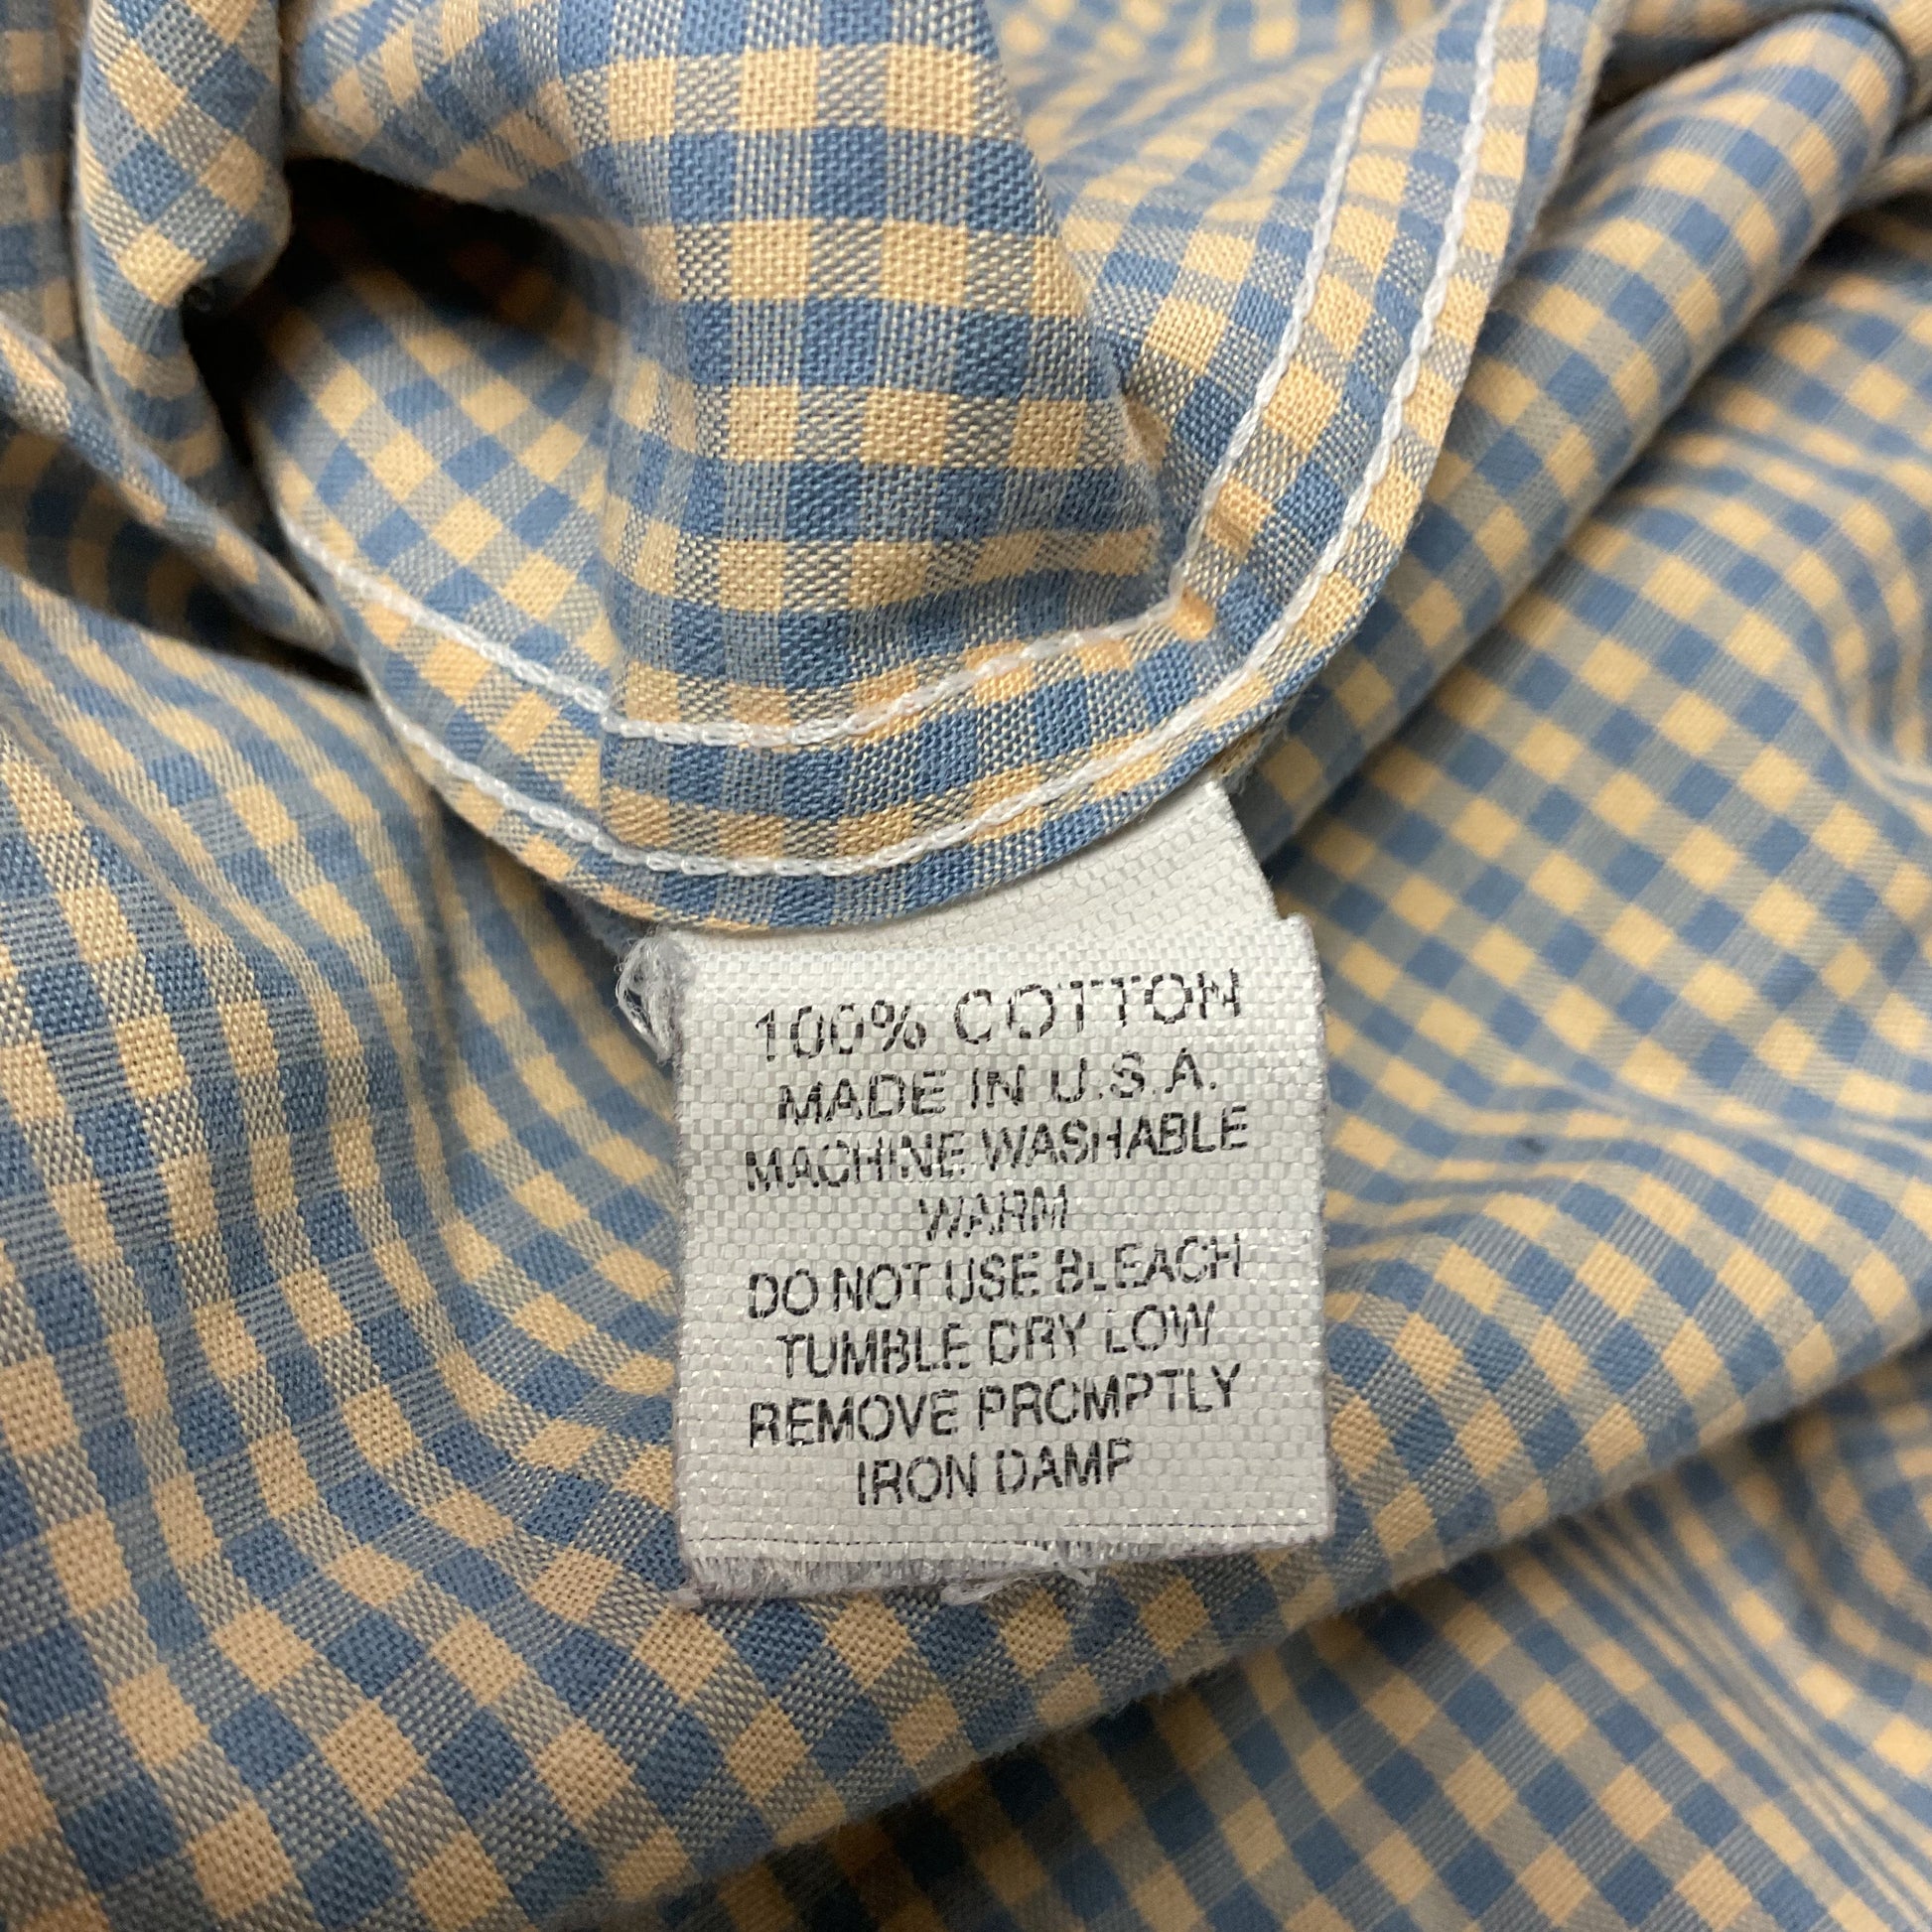 100% COTTON
MADE IN U.S.A.
MACHINE WASHABLE
WARM
DO NOT USE BLEACH
TUMBLE DRY LOW
REMOVE PROMPTLY
IRON DAMP